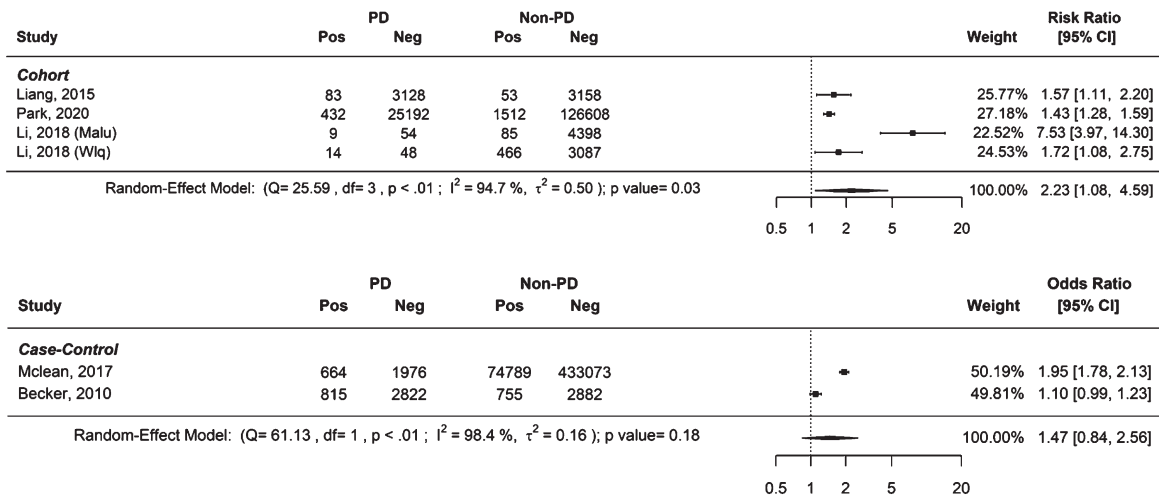 PD Non-PD Risk Ratio
Study Pos Neg Pos Neg Weight [95% CI]
Cohort
Liang, 2015 83 3128 53 3158 25.77% 1.57 [1.11, 2.20]
Park, 2020 432 25192 1512 126608 27.18% 1.43 [1.28, 1.59]
Li, 2018 (Malu) 9 54 85 4398 22.52% 7.53 [3.97, 14.30]
Li, 2018 (Wlq) 14 48 466 3087 24.53% 1.72 [1.08, 2.75]
Random-Effect Model: (Q= 25.59 , df= 3 , p < .01 ; I² = 94.7 %, τ² = 0.50 ); p value= 0.03 100.00% 2.23 [1.08, 4.59]
0.5 1 2 5 20
PD Non-PD Odds Ratio
Study Pos Neg Pos Neg Weight [95% CI]
Case-Control
Mclean, 2017 664 1976 74789 433073 50.19% 1.95 [1.78, 2.13]
Becker, 2010 815 2822 755 2882 49.81% 1.10 [0.99, 1.23]
Random-Effect Model: (Q= 61.13 , df= 1 , p < .01 ; I² = 98.4 %, τ² = 0.16 ); p value= 0.18 100.00% 1.47 [0.84, 2.56]
0.5 1 2 5 20